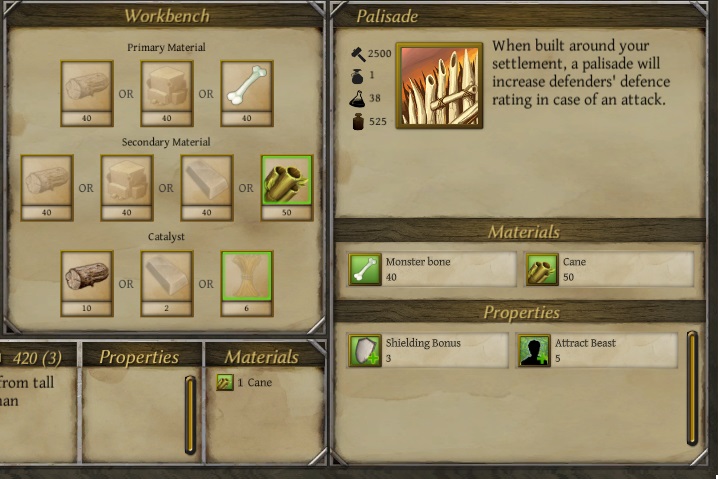 Workbench
Primary Material
OR
OR
40
40
40
Secondary Material
OR
OR
OR
40
40
40
50
Catalyst
OR
OR
10
2
6
420 (3)
from tall
Properties
Materials
1 Cane
Palisade
2500
1
38
525
When built around your
settlement, a palisade will
increase defenders' defence
rating in case of an attack.
Materials
Monster bone
40
Cane
50
Properties
Shielding Bonus
3
Attract Beast
5